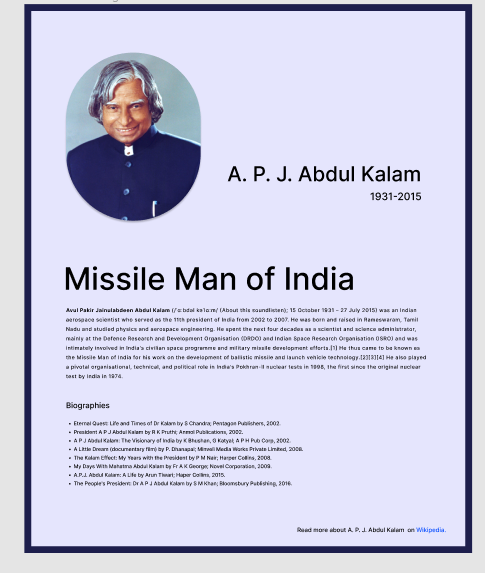 A. P. J. Abdul Kalam
1931-2015
Missile Man of India
Avul Pakir Jainulabdeen Abdul Kalam (/ˈɑːbdəl kəˈlɑːm/ (About this soundlisten); 15 October 1931 - 27 July 2015) was an Indian
aerospace scientist who served as the 11th president of India from 2002 to 2007. He was born and raised in Rameswaram, Tamil
Nadu and studied physics and aerospace engineering. He spent the next four decades as a scientist and science administrator,
mainly at the Defence Research and Development Organisation (DRDO) and Indian Space Research Organisation (ISRO) and was
intimately involved in India's civilian space programme and military missile development efforts.[1] He thus came to be known as
the Missile Man of India for his work on the development of ballistic missile and launch vehicle technology.[2][3][4] He also played
a pivotal organisational, technical, and political role in India's Pokhran-II nuclear tests in 1998, the first since the original nuclear
test by India in 1974.
Biographies
• Eternal Quest: Life and Times of Dr Kalam by S Chandra; Pentagon Publishers, 2002.
• President A P J Abdul Kalam by R K Pruthi; Anmol Publications, 2002.
• A P J Abdul Kalam: The Visionary of India by K Bhushan, G Katyal; A P H Pub Corp, 2002.
• A Little Dream (documentary film) by P. Dhanapal; Minveli Media Works Private Limited, 2008.
• The Kalam Effect: My Years with the President by P M Nair; Harper Collins, 2008.
• My Days With Mahatma Abdul Kalam by Fr A K George; Novel Corporation, 2009.
• A.P.J. Abdul Kalam: A Life by Arun Tiwari; Haper Collins, 2015.
• The People's President: Dr A P J Abdul Kalam by S M Khan; Bloomsbury Publishing, 2016.
Read more about A. P. J. Abdul Kalam on Wikipedia.